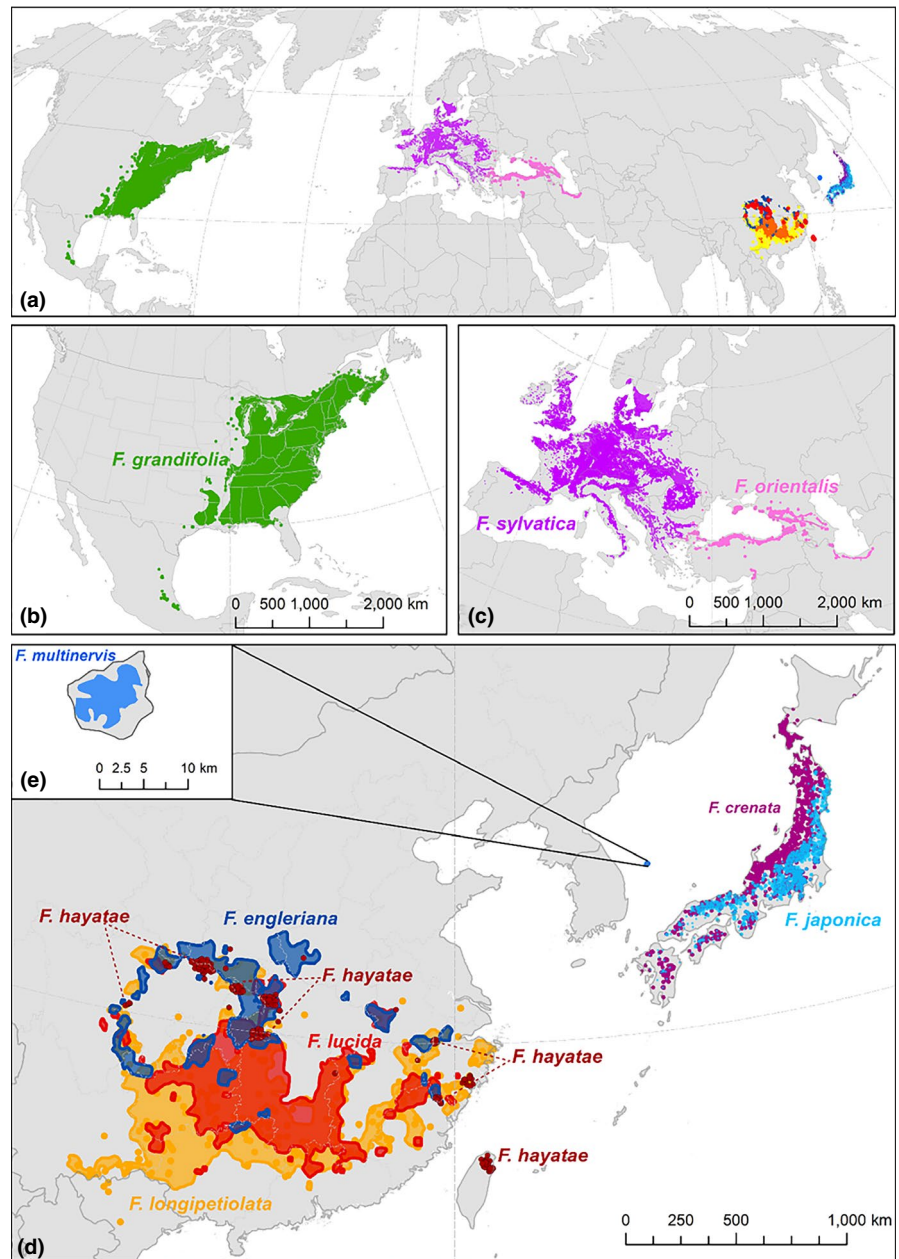 (a)
F. grandifolia
0 500 1,000 2,000 km
(b)
F. orientalis
F. sylvatica
0 500 1,000 2,000 km
(c)
F. multinervis
0 2.5 5 10 km
(e)
F. crenata
F. japonica
F. hayatae
F. engleriana
F. hayatae
F. lucida
F. hayatae
F. hayatae
F. longipetiolata
0 250 500 1,000 km
(d)